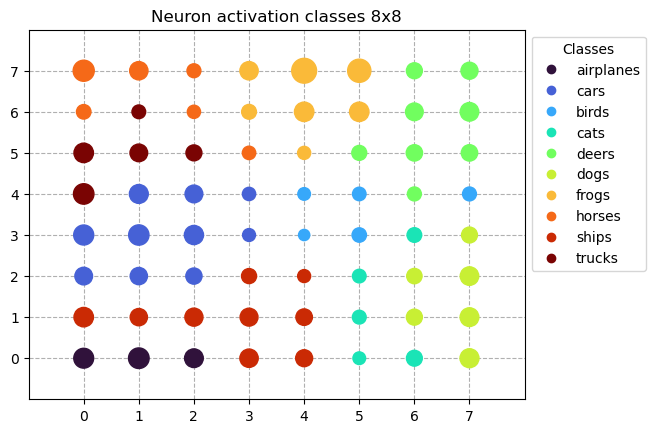 Neuron activation classes 8x8
7
6
5
4
3
2
1
0
0 1 2 3 4 5 6 7
Classes
airplanes
cars
birds
cats
deers
dogs
frogs
horses
ships
trucks